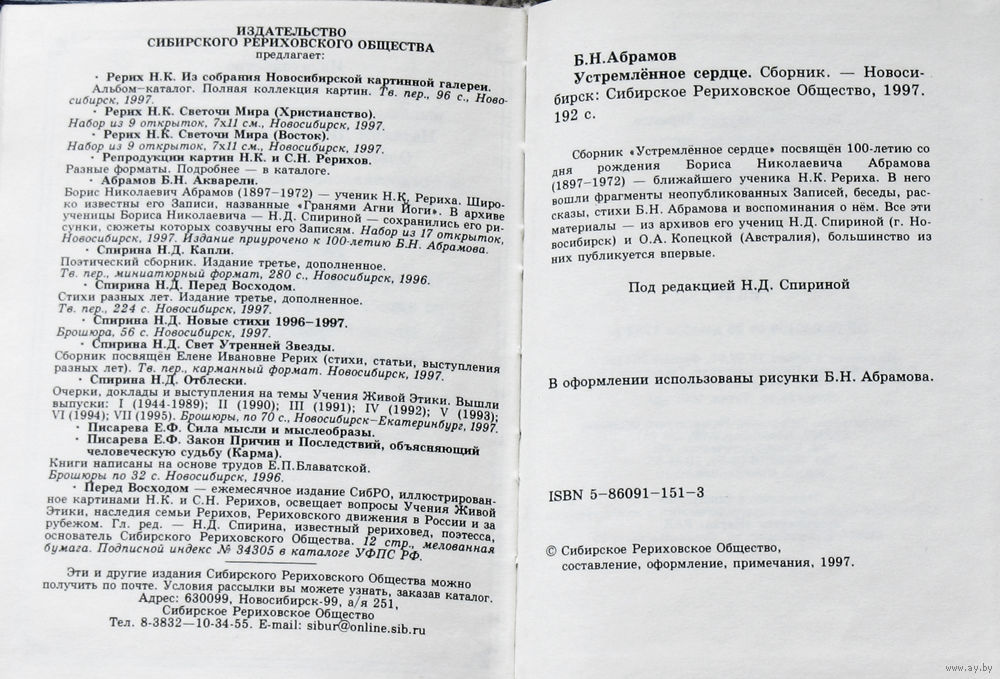 ИЗДАТЕЛЬСТВО
СИБИРСКОГО РЕРИХОВСКОГО ОБЩЕСТВА
предлагает:
• Рерих Н.К. Из собрания Новосибирской картинной галереи.
Альбом-каталог. Полная коллекция картин. Тв. пер., 96 с., Ново-
сибирск, 1997.
• Рерих Н.К. Светочи Мира (Христианство).
Набор из 9 открыток, 7х11 см., Новосибирск, 1997.
• Рерих Н.К. Светочи Мира (Восток).
Набор из 9 открыток, 7х11 см., Новосибирск, 1997.
• Репродукции картин Н.К. и С.Н. Рерихов.
Разные форматы. Подробнее — в каталоге.
• Абрамов Б.Н. Акварели.
Борис Николаевич Абрамов (1897-1972) — ученик Н.К. Рериха. Широ-
ко известны его Записи, названные «Гранями Агни Йоги». В архиве
ученицы Бориса Николаевича — Н.Д. Спириной — сохранились его ри-
сунки, сюжеты которых созвучны его Записям. Набор из 17 открыток,
Новосибирск, 1997. Издание приурочено к 100-летию Б.Н. Абрамова.
• Спирина Н.Д. Капли.
Поэтический сборник. Издание третье, дополненное.
Тв. пер., миниатюрный формат, 280 с., Новосибирск, 1996.
• Спирина Н.Д. Перед Восходом.
Стихи разных лет. Издание третье, дополненное.
Тв. пер., 224 с. Новосибирск, 1997.
• Спирина Н.Д. Новые стихи 1996-1997.
Брошюра, 56 с. Новосибирск, 1997.
• Спирина Н.Д. Свет Утренней Звезды.
Сборник посвящён Елене Ивановне Рерих (стихи, статьи, выступления
разных лет). Тв. пер., карманный формат. Новосибирск, 1997.
• Спирина Н.Д. Отблески.
Очерки, доклады и выступления на темы Учения Живой Этики. Вышли
выпуски: I (1944-1989); II (1990); III (1991); IV (1992); V (1993);
VI (1994); VII (1995). Брошюры, по 70 с., Новосибирск-Екатеринбург, 1997.
• Писарева Е.Ф. Сила мысли и мыслеобразы.
• Писарева Е.Ф. Закон Причин и Последствий, объясняющий
человеческую судьбу (Карма).
Книги написаны на основе трудов Е.П.Блаватской.
Брошюры по 32 с. Новосибирск, 1996.
• Перед Восходом — ежемесячное издание СибРО, иллюстрирован-
ное картинами Н.К. и С.Н. Рерихов, освещает вопросы Учения Живой
Этики, наследия семьи Рерихов, Рериховского движения в России и за
рубежом. Гл. ред. — Н.Д. Спирина, известный рериховед, поэтесса,
основатель Сибирского Рериховского Общества. 12 стр., мелованная
бумага. Подписной индекс № 34305 в каталоге УФПС РФ.
Эти и другие издания Сибирского Рериховского Общества можно
получить по почте. Условия рассылки вы можете узнать, заказав каталог.
Адрес: 630099, Новосибирск-99, а/я 251,
Сибирское Рериховское Общество
Тел. 8-3832-10-34-55. E-mail: sibur@online.sib.ru
Б.Н.Абрамов
Устремлённое сердце. Сборник. — Новоси-
бирск: Сибирское Рериховское Общество, 1997.
192 с.
Сборник «Устремлённое сердце» посвящён 100-летию со
дня рождения Бориса Николаевича Абрамова
(1897-1972) — ближайшего ученика Н.К. Рериха. В него
вошли фрагменты неопубликованных Записей, беседы, рас-
сказы, стихи Б.Н. Абрамова и воспоминания о нём. Все эти
материалы — из архивов его учениц Н.Д. Спириной (г. Но-
восибирск) и О.А. Копецкой (Австралия), большинство из
них публикуется впервые.
Под редакцией Н.Д. Спириной
В оформлении использованы рисунки Б.Н. Абрамова.
ISBN 5-86091-151-3
© Сибирское Рериховское Общество,
составление, оформление, примечания, 1997.
www.ay.by